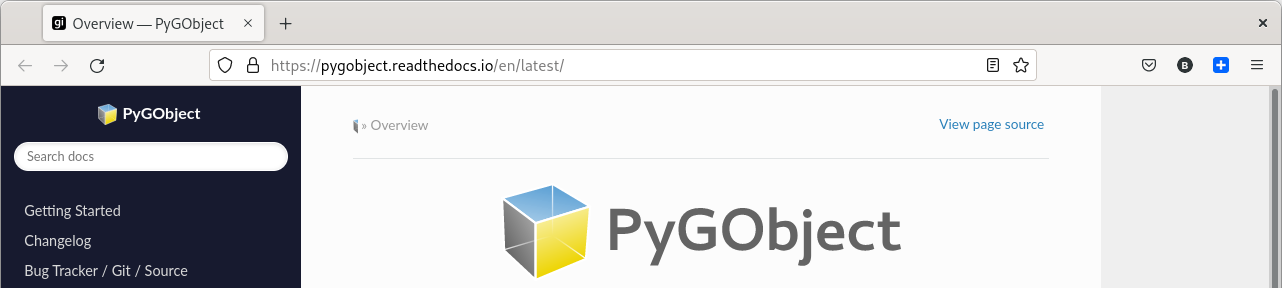 gi Overview — PyGObject
https://pygobject.readthedocs.io/en/latest/
B
PyGObject
» Overview
View page source
Search docs
PyGObject
Getting Started
Changelog
Bug Tracker / Git / Source